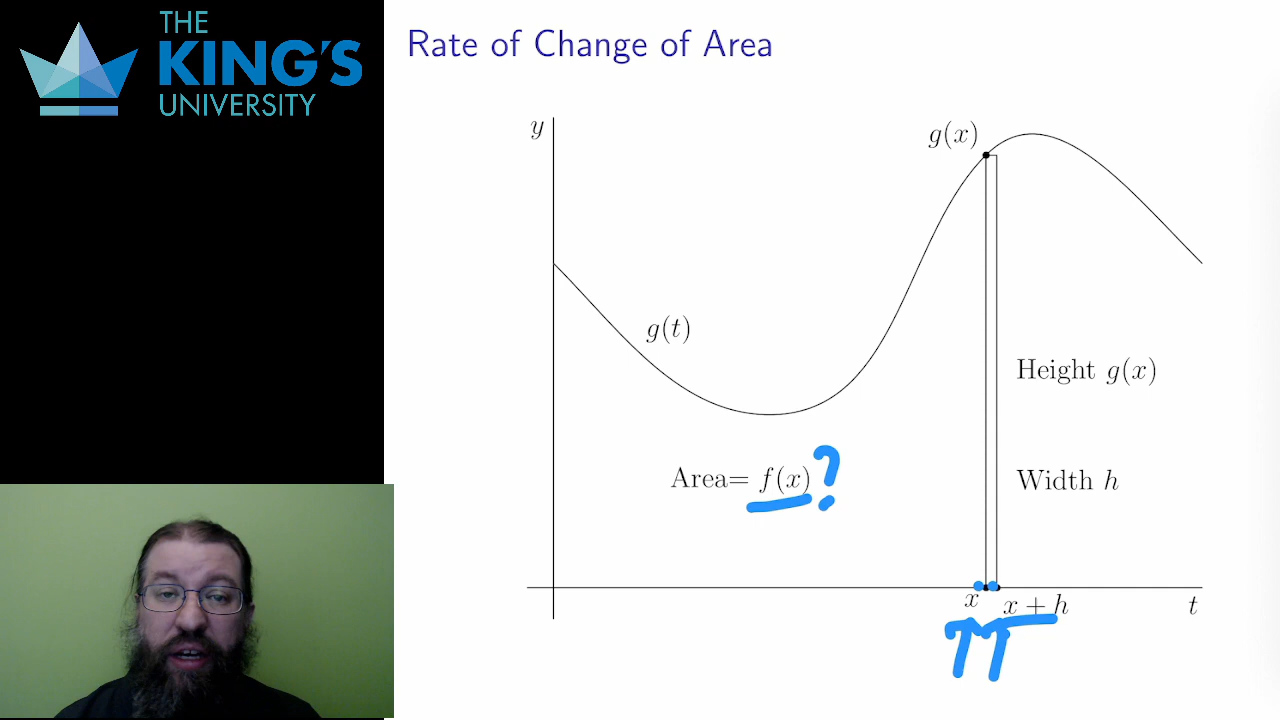 THE
KING'S
UNIVERSITY
Rate of Change of Area
y
g(x)
g(t)
Height g(x)
Area= f(x) ?
Width h
x
x + h
t